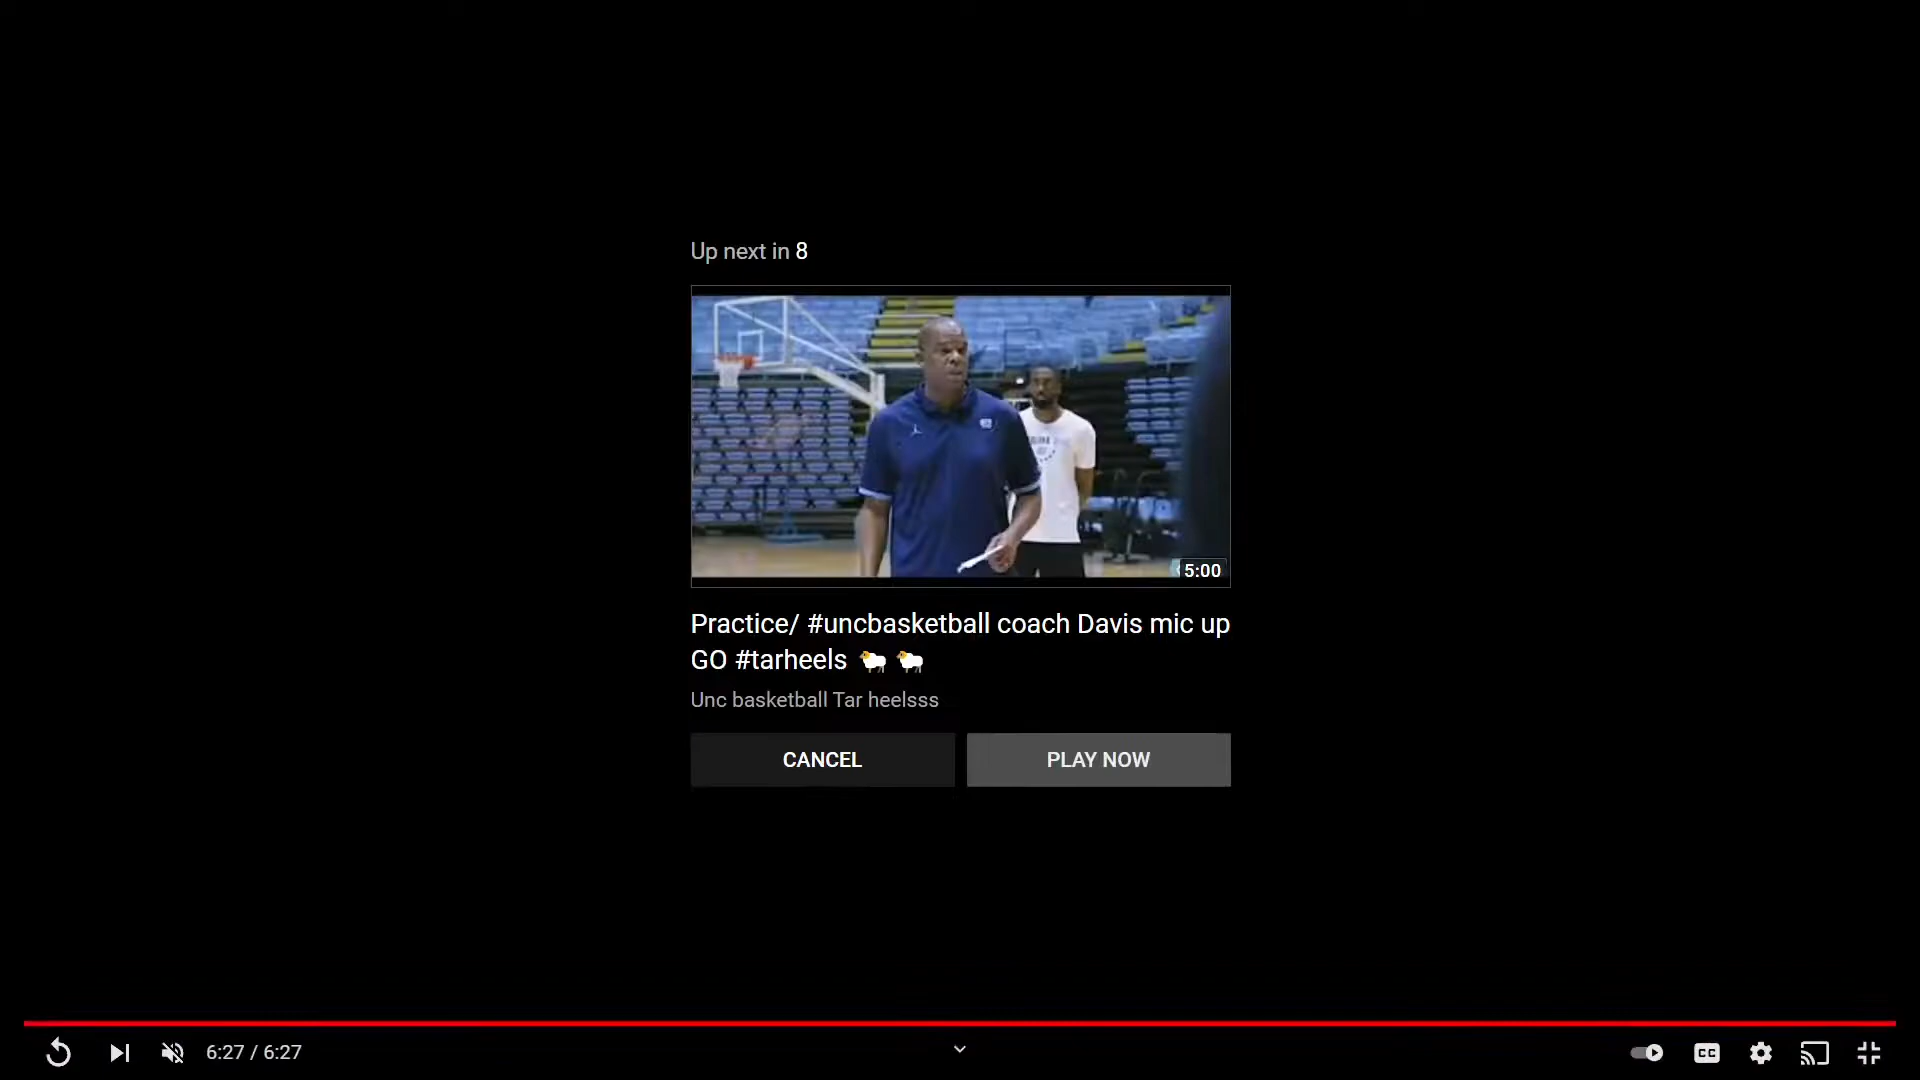 Up next in 8
5:00
Practice/ #uncbasketball coach Davis mic up
GO #tarheels 🐑 🐑
Unc basketball Tar heelsss
CANCEL
PLAY NOW
6:27 / 6:27
CC